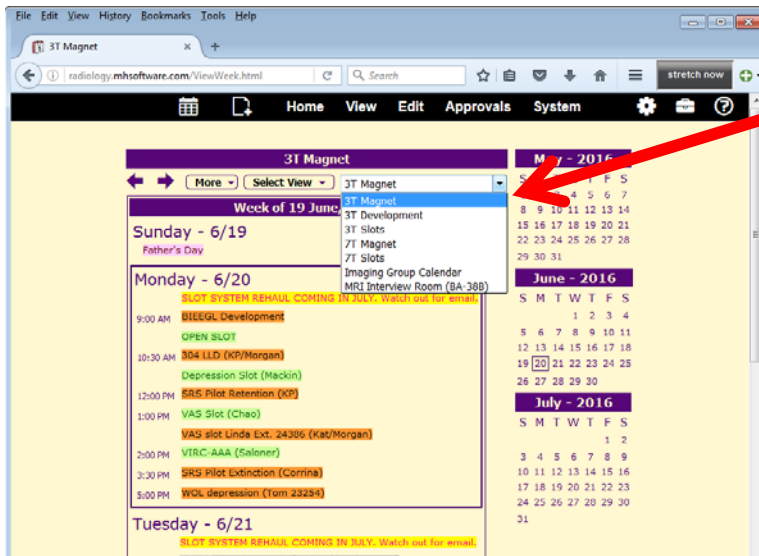 File Edit View History Bookmarks Tools Help
3T Magnet × +
radiology.mhsoftware.com/ViewWeek.html Search stretch now
Home View Edit Approvals System
3T Magnet
More Select View 3T Magnet
3T Magnet
3T Development
3T Slots
7T Magnet
7T Slots
Imaging Group Calendar
MRI Interview Room (BA-38B)
Week of 19 June,
Sunday - 6/19
Father's Day
Monday - 6/20
SLOT SYSTEM REHAUL COMING IN JULY. Watch out for email.
9:00 AM BIEEGL Development
OPEN SLOT
10:30 AM 304 LLD (KP/Morgan)
Depression Slot (Mackin)
12:00 PM SRS Pilot Retention (KP)
1:00 PM VAS Slot (Chao)
VAS slot Linda Ext. 24386 (Kat/Morgan)
2:00 PM VIRC-AAA (Saloner)
3:30 PM SRS Pilot Extinction (Corrina)
5:00 PM WOL depression (Tom 23254)
Tuesday - 6/21
SLOT SYSTEM REHAUL COMING IN JULY. Watch out for email.
May - 2016
S T F S
4 5 6 7
8 9 10 11 12 13 14
15 16 17 18 19 20 21
22 23 24 25 26 27 28
29 30 31
June - 2016
S M T W T F S
1 2 3 4
5 6 7 8 9 10 11
12 13 14 15 16 17 18
19 20 21 22 23 24 25
26 27 28 29 30
July - 2016
S M T W T F S
1 2
3 4 5 6 7 8 9
10 11 12 13 14 15 16
17 18 19 20 21 22 23
24 25 26 27 28 29 30
31